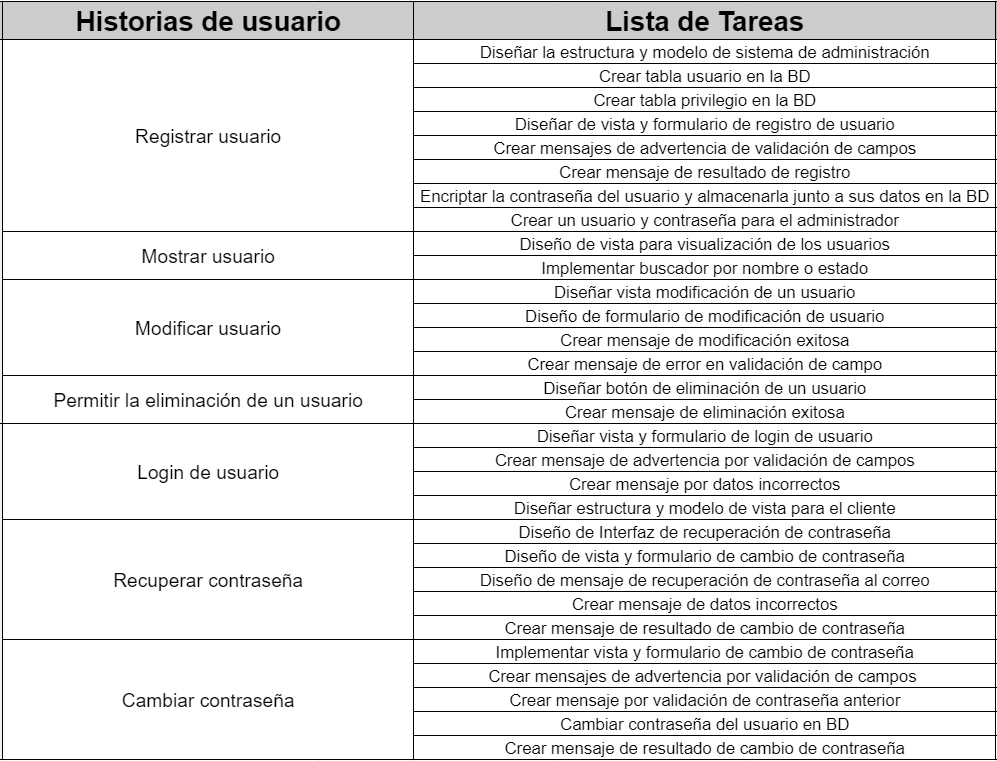 Historias de usuario
Lista de Tareas
Registrar usuario
Diseñar la estructura y modelo de sistema de administración
Crear tabla usuario en la BD
Crear tabla privilegio en la BD
Diseñar de vista y formulario de registro de usuario
Crear mensajes de advertencia de validación de campos
Crear mensaje de resultado de registro
Encriptar la contraseña del usuario y almacenarla junto a sus datos en la BD
Crear un usuario y contraseña para el administrador
Mostrar usuario
Diseño de vista para visualización de los usuarios
Implementar buscador por nombre o estado
Modificar usuario
Diseñar vista modificación de un usuario
Diseño de formulario de modificación de usuario
Crear mensaje de modificación exitosa
Crear mensaje de error en validación de campo
Permitir la eliminación de un usuario
Diseñar botón de eliminación de un usuario
Crear mensaje de eliminación exitosa
Login de usuario
Diseñar vista y formulario de login de usuario
Crear mensaje de advertencia por validación de campos
Crear mensaje por datos incorrectos
Diseñar estructura y modelo de vista para el cliente
Recuperar contraseña
Diseño de Interfaz de recuperación de contraseña
Diseño de vista y formulario de cambio de contraseña
Diseño de mensaje de recuperación de contraseña al correo
Crear mensaje de datos incorrectos
Crear mensaje de resultado de cambio de contraseña
Cambiar contraseña
Implementar vista y formulario de cambio de contraseña
Crear mensajes de advertencia por validación de campos
Crear mensaje por validación de contraseña anterior
Cambiar contraseña del usuario en BD
Crear mensaje de resultado de cambio de contraseña